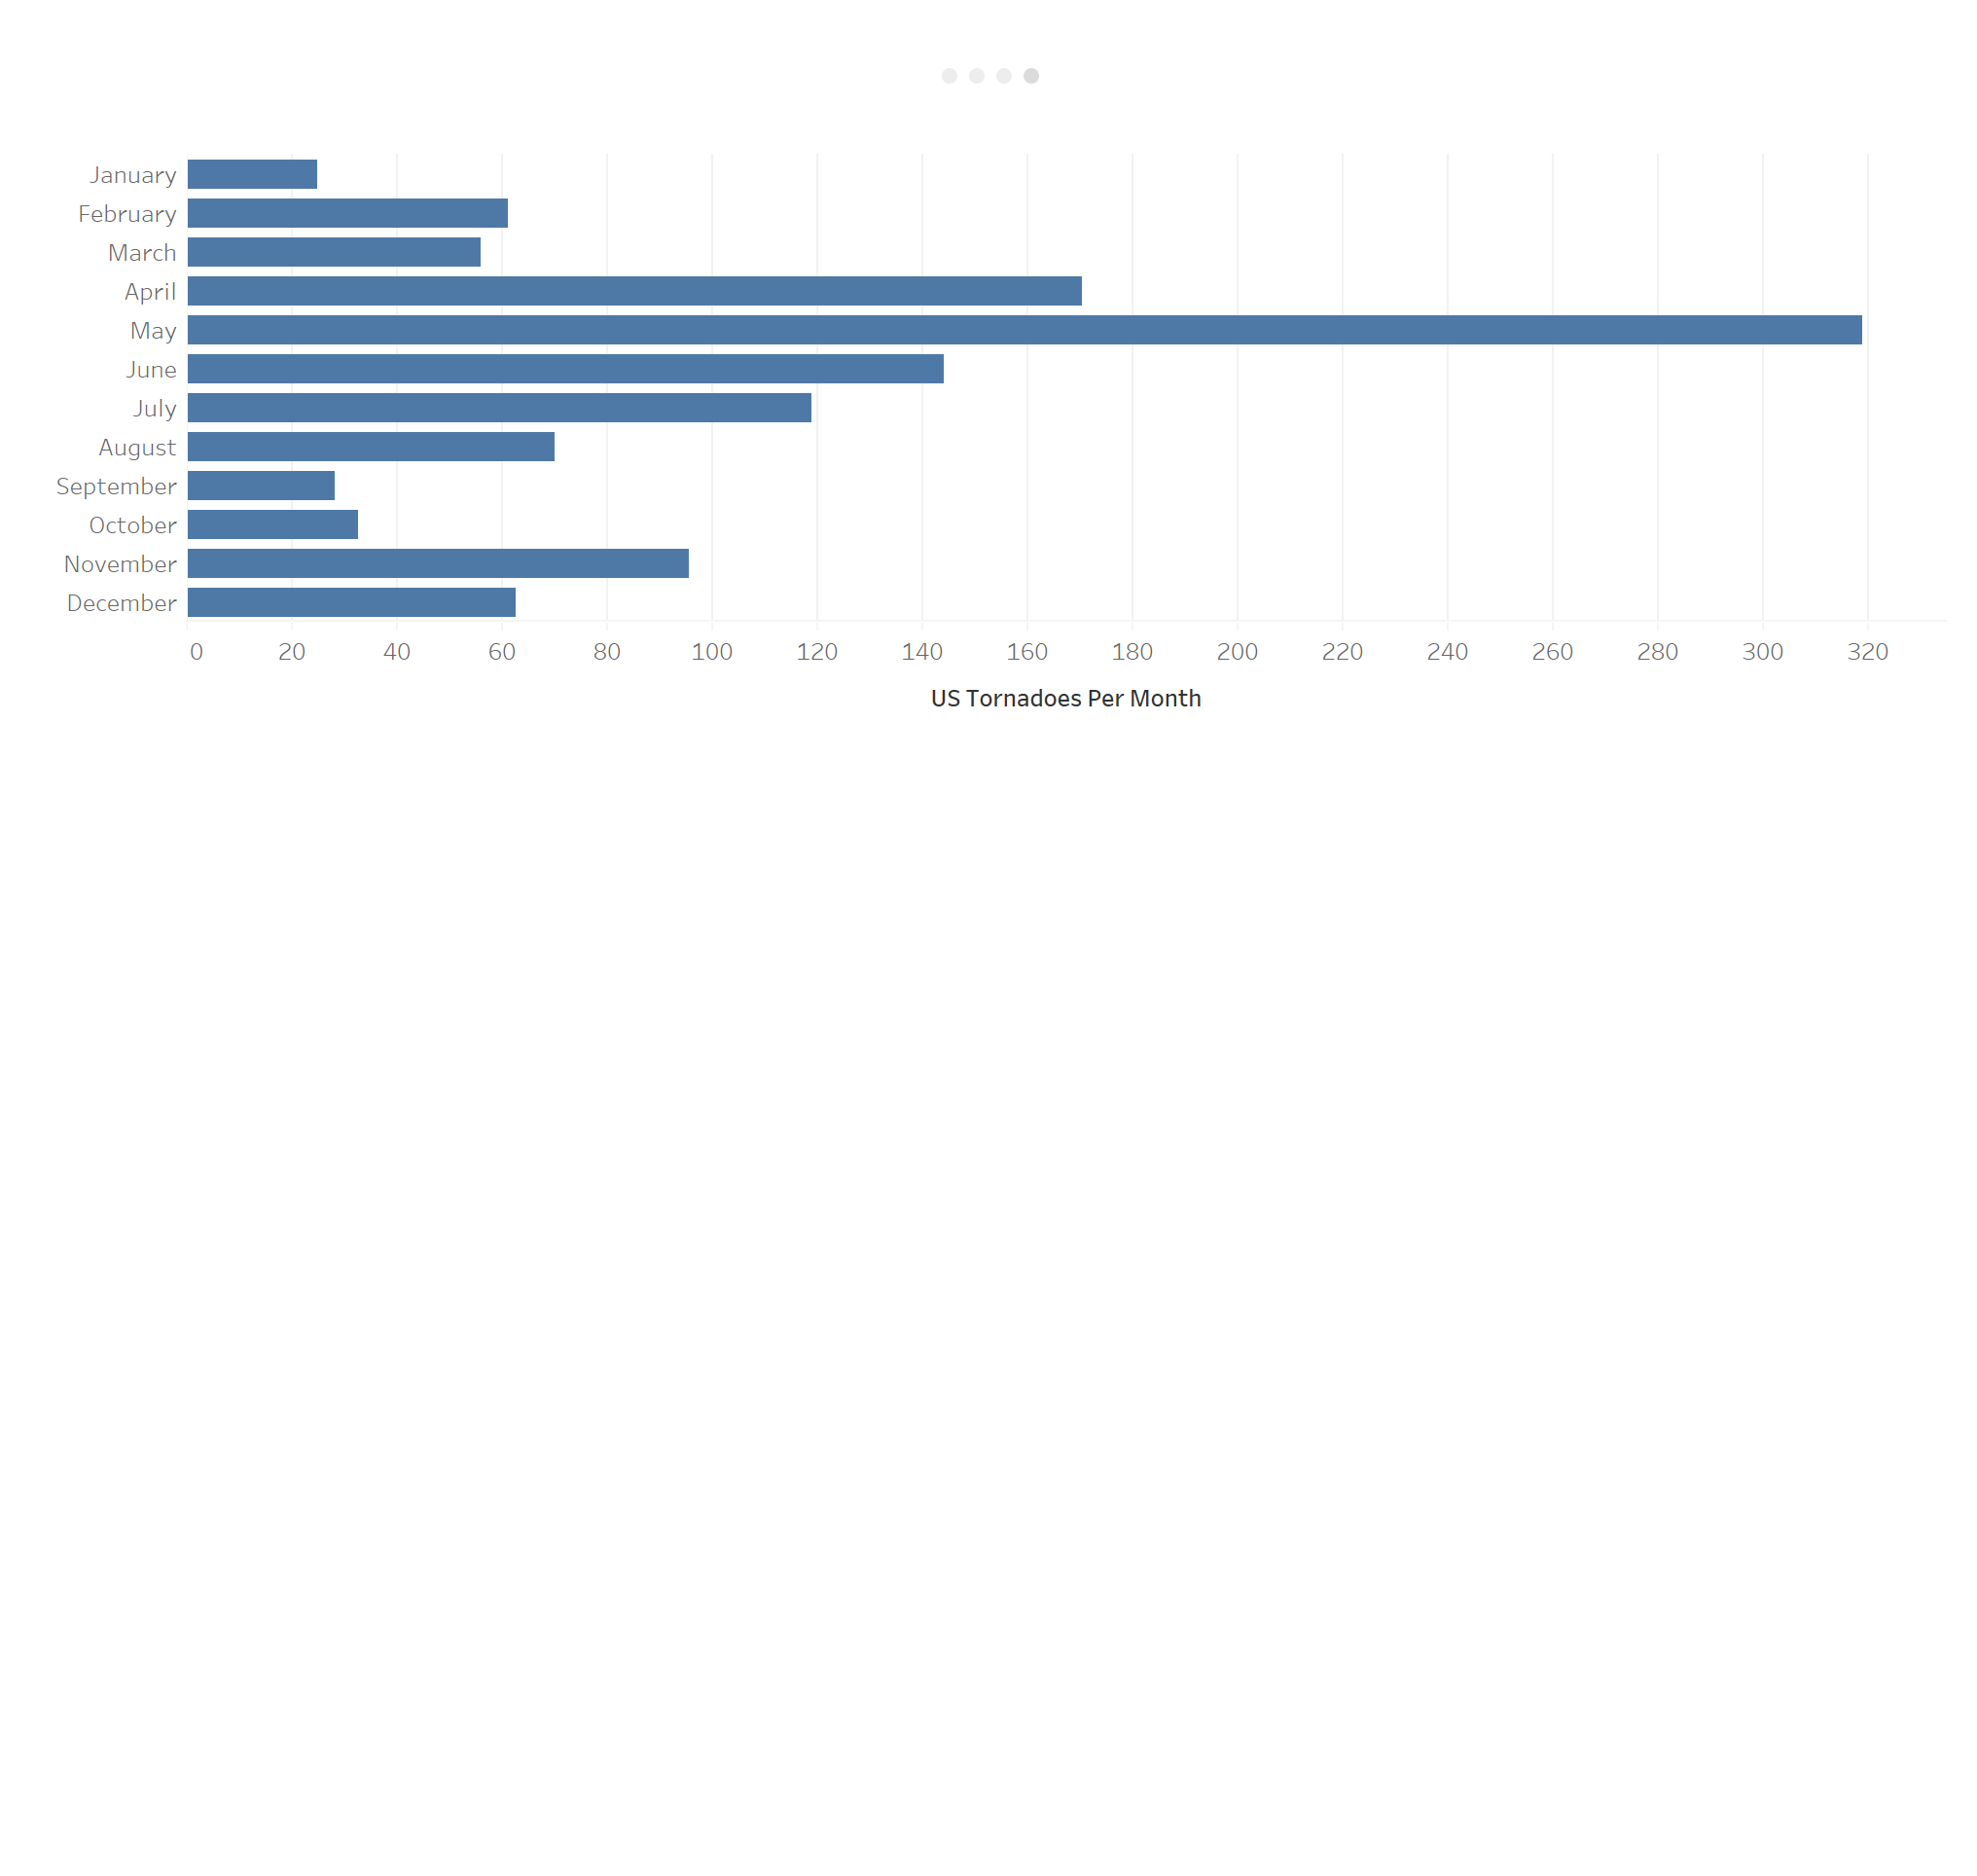 January
February
March
April
May
June
July
August
September
October
November
December
0 20 40 60 80 100 120 140 160 180 200 220 240 260 280 300 320
US Tornadoes Per Month